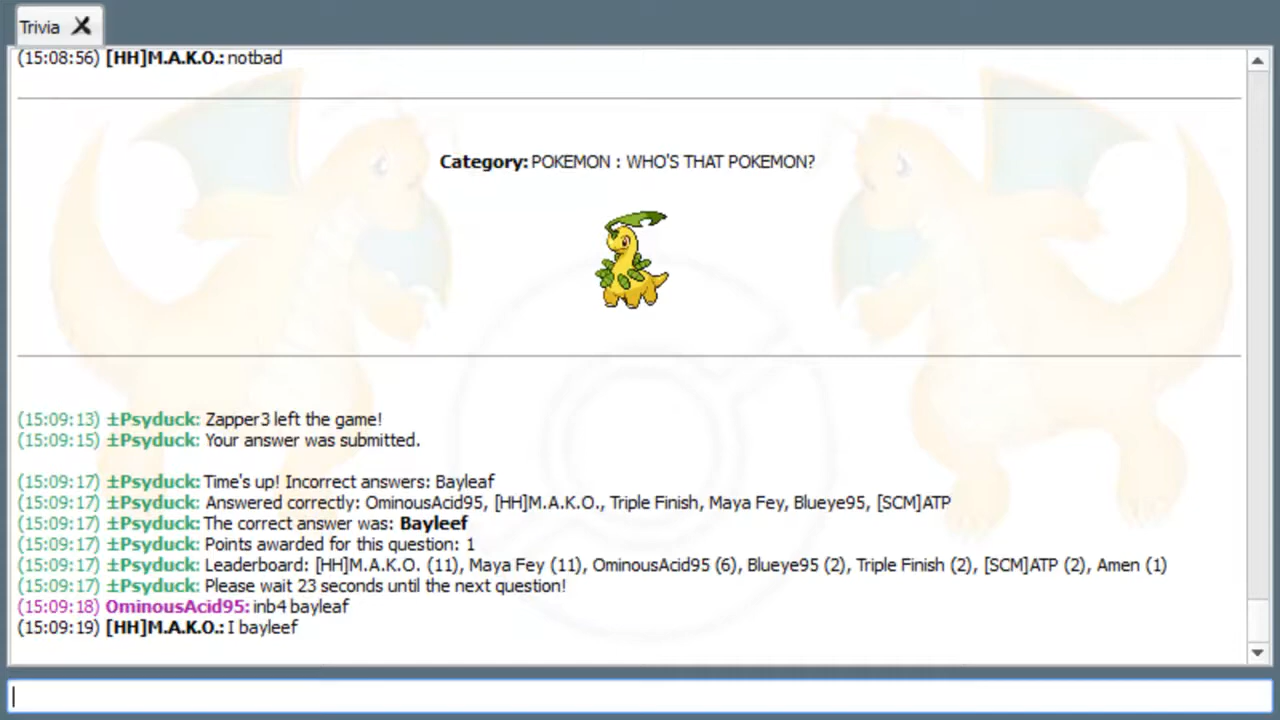 Trivia X
(15:08:56) [HH]M.A.K.O.: notbad
Category: POKEMON : WHO'S THAT POKEMON?
(15:09:13) ±Psyduck: Zapper3 left the game!
(15:09:15) ±Psyduck: Your answer was submitted.
(15:09:17) ±Psyduck: Time's up! Incorrect answers: Bayleaf
(15:09:17) ±Psyduck: Answered correctly: OminousAcid95, [HH]M.A.K.O., Triple Finish, Maya Fey, Blueye95, [SCM]ATP
(15:09:17) ±Psyduck: The correct answer was: Bayleef
(15:09:17) ±Psyduck: Points awarded for this question: 1
(15:09:17) ±Psyduck: Leaderboard: [HH]M.A.K.O. (11), Maya Fey (11), OminousAcid95 (6), Blueye95 (2), Triple Finish (2), [SCM]ATP (2), Amen (1)
(15:09:17) ±Psyduck: Please wait 23 seconds until the next question!
(15:09:18) OminousAcid95: inb4 bayleaf
(15:09:19) [HH]M.A.K.O.: I bayleef